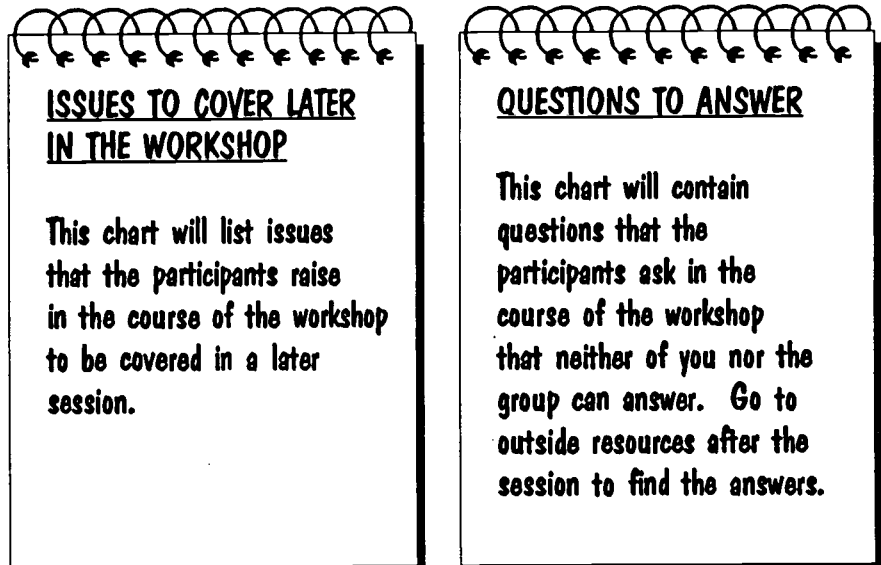 ISSUES TO COVER LATER
IN THE WORKSHOP
This chart will list issues
that the participants raise
in the course of the workshop
to be covered in a later
session.
QUESTIONS TO ANSWER
This chart will contain
questions that the
participants ask in the
course of the workshop
that neither of you nor the
group can answer. Go to
outside resources after the
session to find the answers.